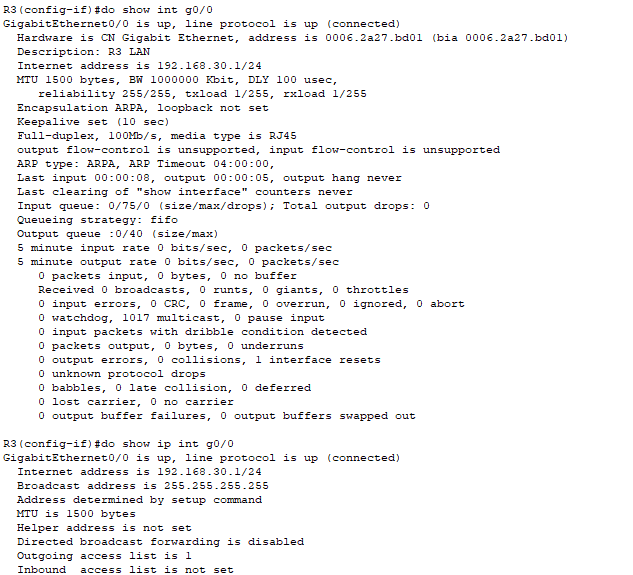 R3(config-if)#do show int g0/0
GigabitEthernet0/0 is up, line protocol is up (connected)
  Hardware is CN Gigabit Ethernet, address is 0006.2a27.bd01 (bia 0006.2a27.bd01)
  Description: R3 LAN
  Internet address is 192.168.30.1/24
  MTU 1500 bytes, BW 1000000 Kbit, DLY 100 usec,
     reliability 255/255, txload 1/255, rxload 1/255
  Encapsulation ARPA, loopback not set
  Keepalive set (10 sec)
  Full-duplex, 100Mb/s, media type is RJ45
  output flow-control is unsupported, input flow-control is unsupported
  ARP type: ARPA, ARP Timeout 04:00:00,
  Last input 00:00:08, output 00:00:05, output hang never
  Last clearing of "show interface" counters never
  Input queue: 0/75/0 (size/max/drops); Total output drops: 0
  Queueing strategy: fifo
  Output queue :0/40 (size/max)
  5 minute input rate 0 bits/sec, 0 packets/sec
  5 minute output rate 0 bits/sec, 0 packets/sec
     0 packets input, 0 bytes, 0 no buffer
     Received 0 broadcasts, 0 runts, 0 giants, 0 throttles
     0 input errors, 0 CRC, 0 frame, 0 overrun, 0 ignored, 0 abort
     0 watchdog, 1017 multicast, 0 pause input
     0 input packets with dribble condition detected
     0 packets output, 0 bytes, 0 underruns
     0 output errors, 0 collisions, 1 interface resets
     0 unknown protocol drops
     0 babbles, 0 late collision, 0 deferred
     0 lost carrier, 0 no carrier
     0 output buffer failures, 0 output buffers swapped out

R3(config-if)#do show ip int g0/0
GigabitEthernet0/0 is up, line protocol is up (connected)
  Internet address is 192.168.30.1/24
  Broadcast address is 255.255.255.255
  Address determined by setup command
  MTU is 1500 bytes
  Helper address is not set
  Directed broadcast forwarding is disabled
  Outgoing access list is 1
  Inbound  access list is not set